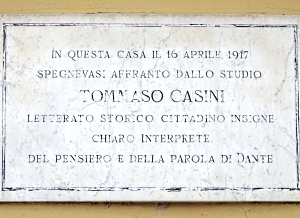 IN QUESTA CASA IL 16 APRILE 1917
SPEGNEVASI AFFRANTO DALLO STUDIO
TOMMASO CASINI
LETTERATO STORICO CITTADINO INSIGNE
CHIARO INTERPRETE
DEL PENSIERO E DELLA PAROLA DI DANTE